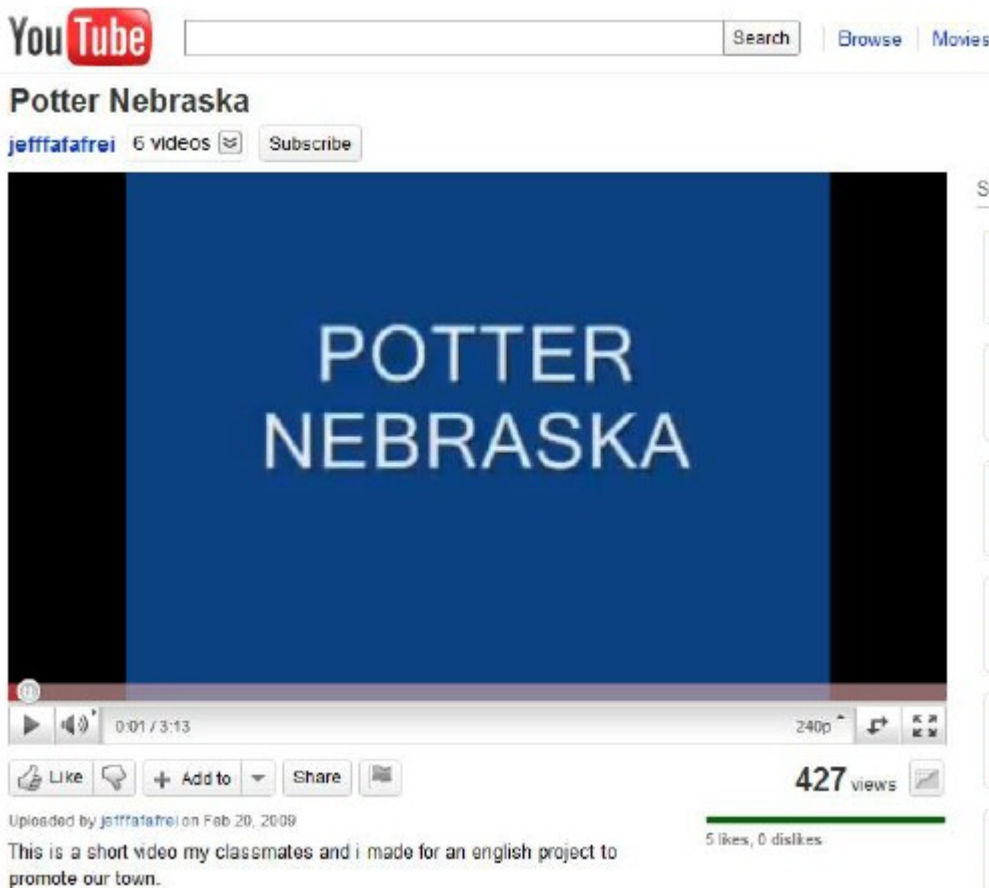 YouTube Search Browse Movies
Potter Nebraska
jefffafafrei 6 videos Subscribe
S
POTTER
NEBRASKA
0:01 / 3:13 240p
Like + Add to Share 427 views
Uploaded by jefffafafrei on Feb 20, 2009
5 likes, 0 dislikes
This is a short video my classmates and i made for an english project to
promote our town.